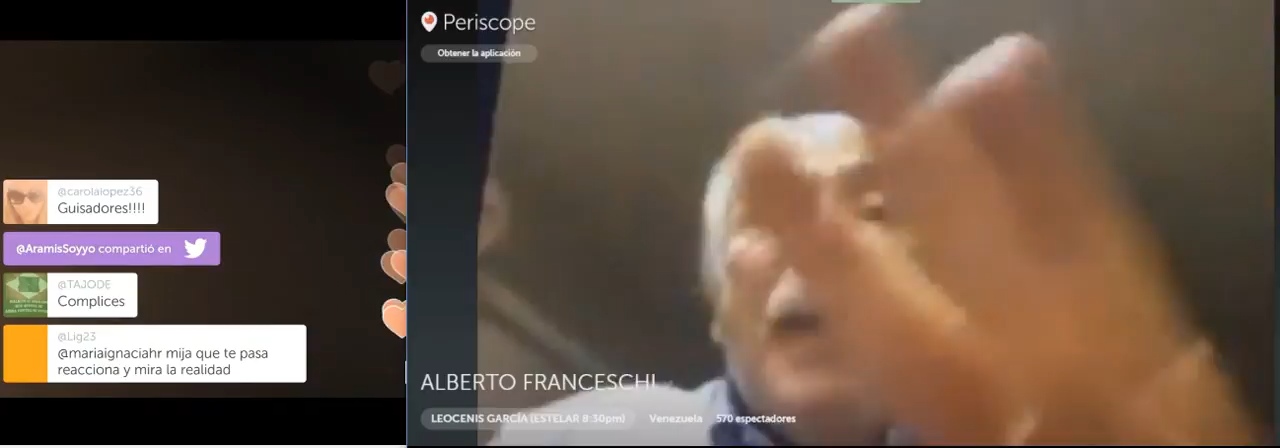 @carolalopez36
Guisadores!!!!
@AramisSoyyo compartió en
@TAJODE
Complices
@Lig23
@mariaignaciahr mija que te pasa
reacciona y mira la realidad
Periscope
Obtener la aplicación
ALBERTO FRANCESCHI
LEOCENIS GARCÍA (ESTELAR 8:30pm) Venezuela 570 espectadores